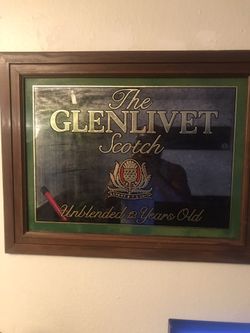 The
GLENLIVET
Scotch
Unblended 12 Years Old